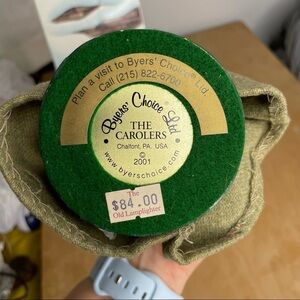 Plan a visit to Byers' Choice Ltd.
Call (215) 822-6700
Byers' Choice Ltd
THE
CAROLERS
Chalfont, PA. USA
©
2001
www.byerschoice.com
The
$84.00
Old Lamplighter